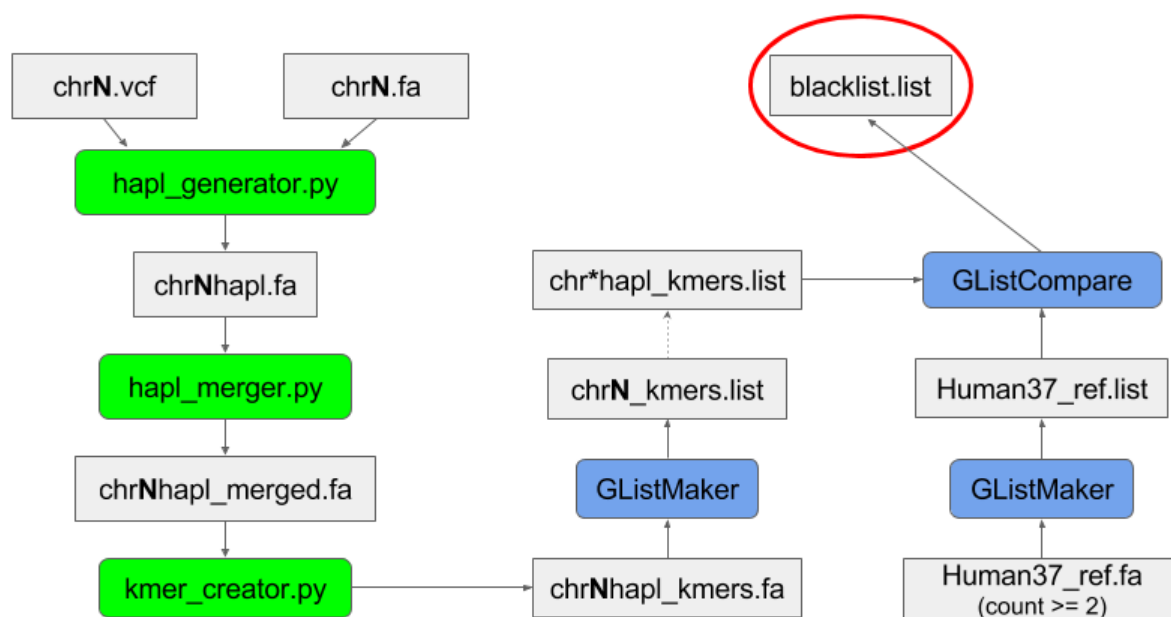 chrN.vcf
chrN.fa
blacklist.list
hapl_generator.py
chrNhapl.fa
chr*hapl_kmers.list
GListCompare
hapl_merger.py
chrN_kmers.list
Human37_ref.list
chrNhapl_merged.fa
GListMaker
GListMaker
kmer_creator.py
chrNhapl_kmers.fa
Human37_ref.fa
(count >= 2)